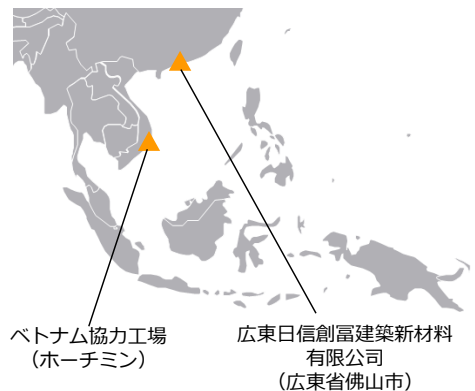 ベトナム協力工場
（ホーチミン）
広東日信創冨建築新材料
有限公司
（広東省佛山市）